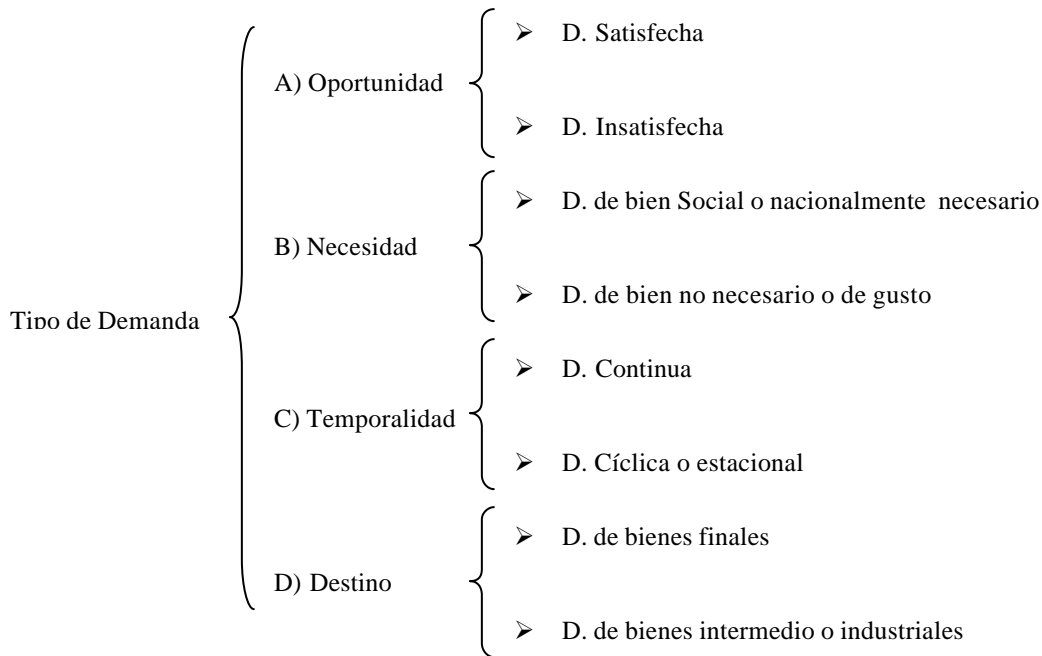 Tipo de Demanda
A) Oportunidad
➢ D. Satisfecha
➢ D. Insatisfecha
B) Necesidad
➢ D. de bien Social o nacionalmente necesario
➢ D. de bien no necesario o de gusto
C) Temporalidad
➢ D. Continua
➢ D. Cíclica o estacional
D) Destino
➢ D. de bienes finales
➢ D. de bienes intermedio o industriales